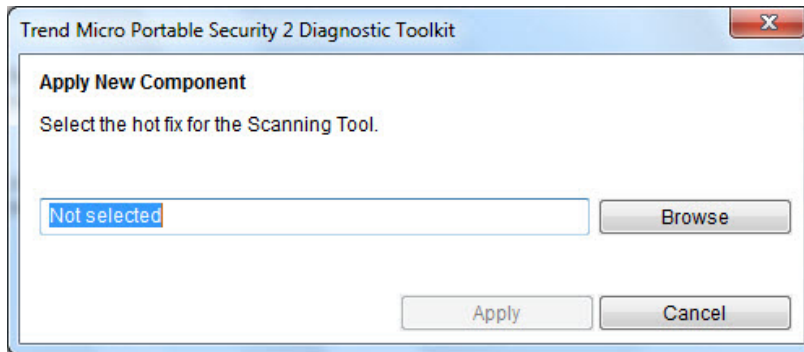 Trend Micro Portable Security 2 Diagnostic Toolkit
Apply New Component
Select the hot fix for the Scanning Tool.
Not selected
Browse
Apply
Cancel